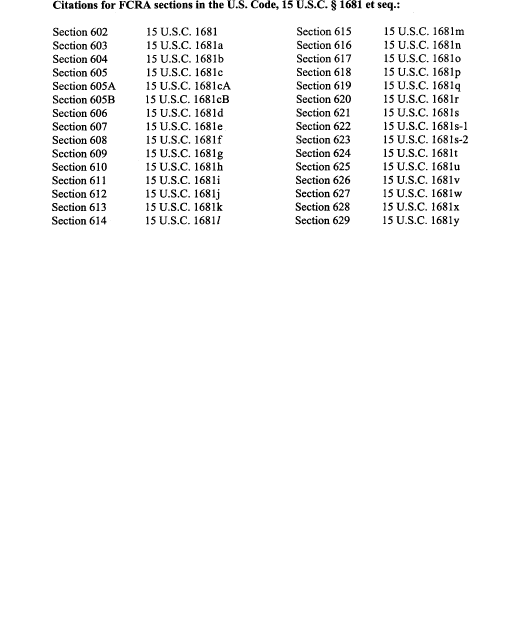 Citations for FCRA sections in the U.S. Code, 15 U.S.C. § 1681 et seq.:
Section 602 15 U.S.C. 1681 Section 615 15 U.S.C. 1681m
Section 603 15 U.S.C. 1681a Section 616 15 U.S.C. 1681n
Section 604 15 U.S.C. 1681b Section 617 15 U.S.C. 1681o
Section 605 15 U.S.C. 1681c Section 618 15 U.S.C. 1681p
Section 605A 15 U.S.C. 1681cA Section 619 15 U.S.C. 1681q
Section 605B 15 U.S.C. 1681cB Section 620 15 U.S.C. 1681r
Section 606 15 U.S.C. 1681d Section 621 15 U.S.C. 1681s
Section 607 15 U.S.C. 1681e Section 622 15 U.S.C. 1681s-1
Section 608 15 U.S.C. 1681f Section 623 15 U.S.C. 1681s-2
Section 609 15 U.S.C. 1681g Section 624 15 U.S.C. 1681t
Section 610 15 U.S.C. 1681h Section 625 15 U.S.C. 1681u
Section 611 15 U.S.C. 1681i Section 626 15 U.S.C. 1681v
Section 612 15 U.S.C. 1681j Section 627 15 U.S.C. 1681w
Section 613 15 U.S.C. 1681k Section 628 15 U.S.C. 1681x
Section 614 15 U.S.C. 1681l Section 629 15 U.S.C. 1681y